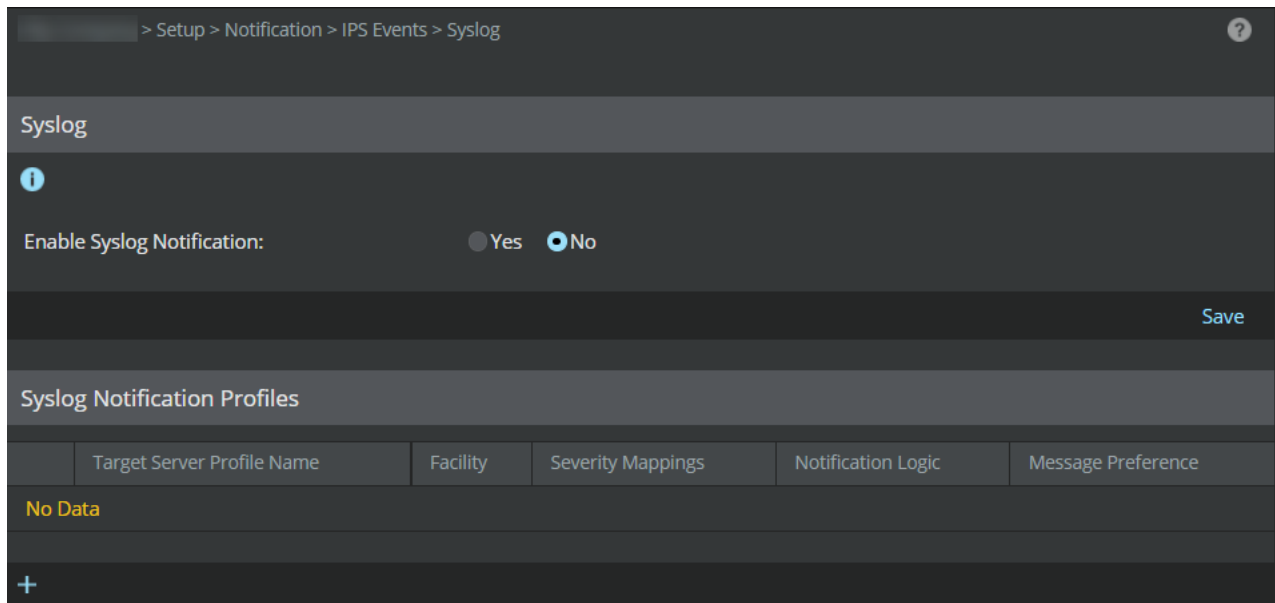 > Setup > Notification > IPS Events > Syslog
Syslog
Enable Syslog Notification: Yes No
Save
Syslog Notification Profiles
Target Server Profile Name Facility Severity Mappings Notification Logic Message Preference
No Data